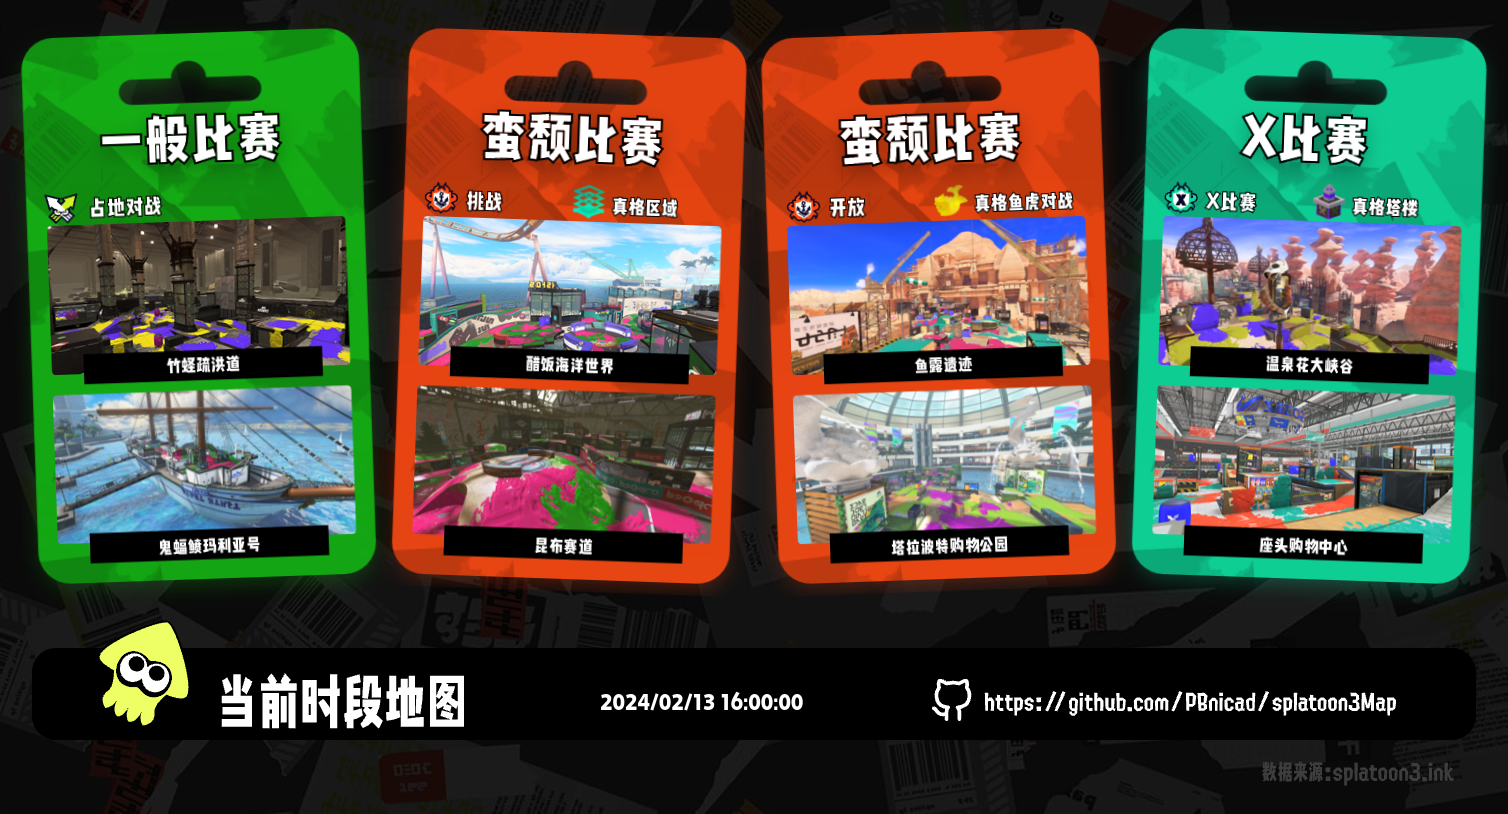 一般比赛
占地对战
竹蛏疏洪道
鬼蝠鲼玛利亚号
蛮颓比赛
挑战
真格区域
醋饭海洋世界
昆布赛道
蛮颓比赛
开放
真格鱼虎对战
鱼露遗迹
塔拉波特购物公园
X比赛
X比赛
真格塔楼
温泉花大峡谷
座头购物中心
当前时段地图
2024/02/13 16:00:00
https://github.com/PBnicad/splatoon3Map
数据来源:splatoon3.ink